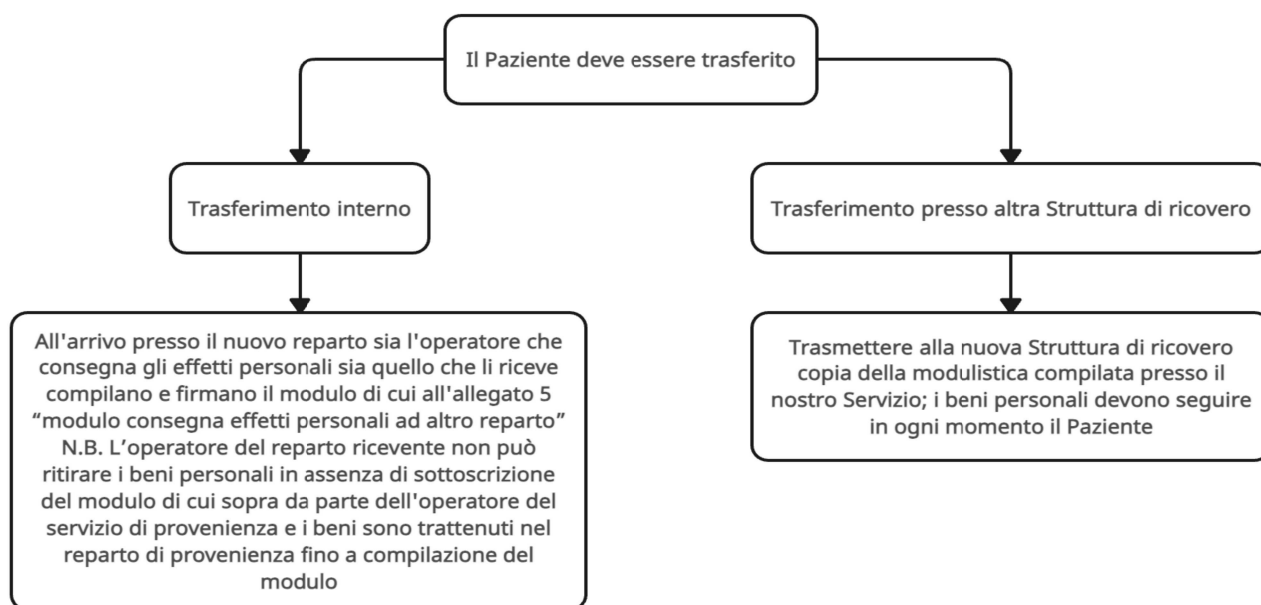 Il Paziente deve essere trasferito
Trasferimento interno
Trasferimento presso altra Struttura di ricovero
All'arrivo presso il nuovo reparto sia l'operatore che
consegna gli effetti personali sia quello che li riceve
compilano e firmano il modulo di cui all'allegato 5
“modulo consegna effetti personali ad altro reparto”
N.B. L’operatore del reparto ricevente non può
ritirare i beni personali in assenza di sottoscrizione
del modulo di cui sopra da parte dell'operatore del
servizio di provenienza e i beni sono trattenuti nel
reparto di provenienza fino a compilazione del
modulo
Trasmettere alla nuova Struttura di ricovero
copia della modulistica compilata presso il
nostro Servizio; i beni personali devono seguire
in ogni momento il Paziente